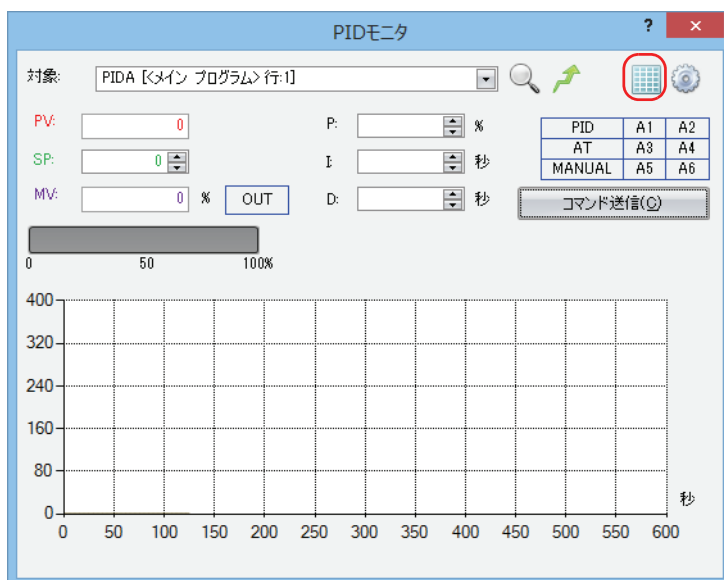 PIDモニタ ? ×
対象: PIDA [<メイン プログラム> 行:1]
PV: 0 P: % PID A1 A2
SP: 0 I: 秒 AT A3 A4
MV: 0 % OUT D: 秒 MANUAL A5 A6
コマンド送信(C)
0 50 100%
400
320
240
160
80
0 秒
0 50 100 150 200 250 300 350 400 450 500 550 600